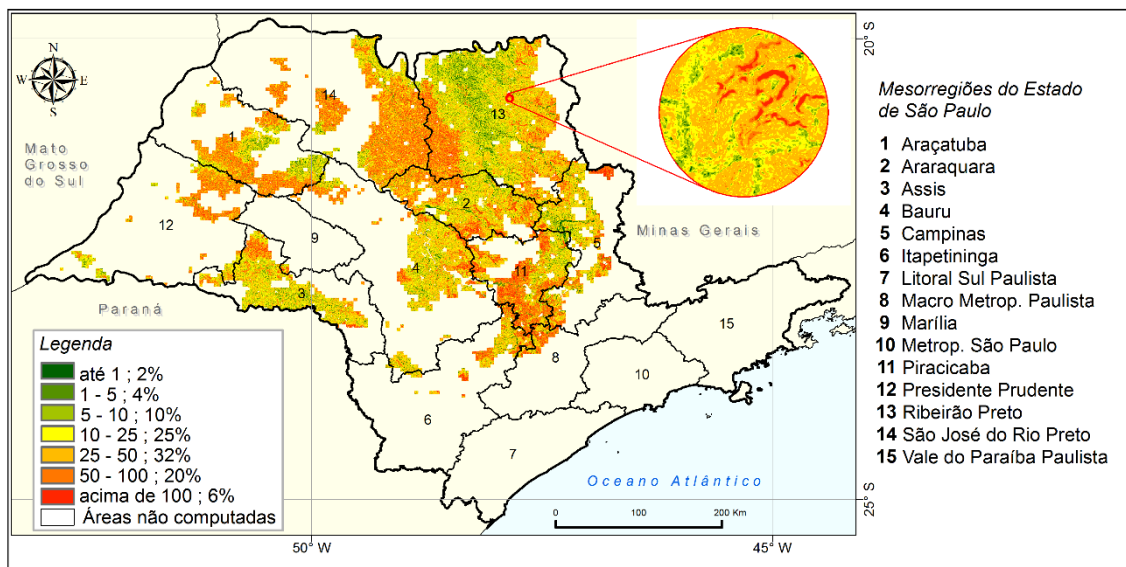 N
W E
S
20° S
Mato
Grosso
do Sul
14
13
1
2
12
9
5
Minas Gerais
4
11
3
Paraná
15
8
10
6
7
Oceano Atlântico
25° S
0 100 200 Km
50° W
45° W
Legenda
até 1 ; 2%
1 - 5 ; 4%
5 - 10 ; 10%
10 - 25 ; 25%
25 - 50 ; 32%
50 - 100 ; 20%
acima de 100 ; 6%
Áreas não computadas
Mesorregiões do Estado
de São Paulo
1 Araçatuba
2 Araraquara
3 Assis
4 Bauru
5 Campinas
6 Itapetininga
7 Litoral Sul Paulista
8 Macro Metrop. Paulista
9 Marília
10 Metrop. São Paulo
11 Piracicaba
12 Presidente Prudente
13 Ribeirão Preto
14 São José do Rio Preto
15 Vale do Paraíba Paulista